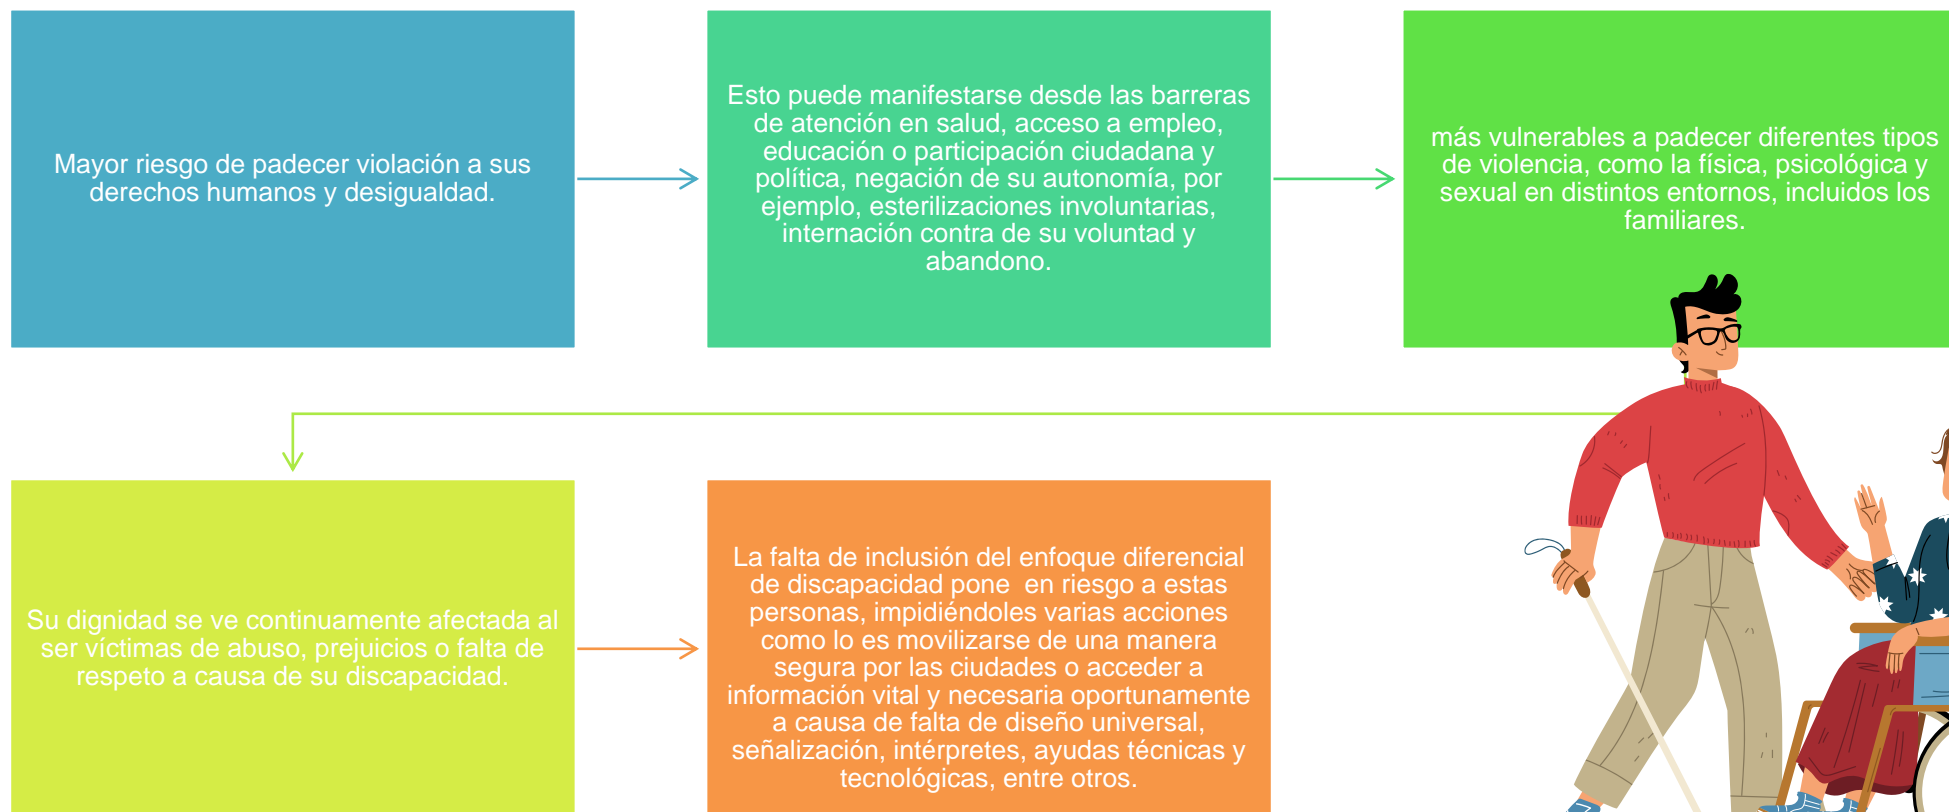 Mayor riesgo de padecer violación a sus
derechos humanos y desigualdad.
Esto puede manifestarse desde las barreras
de atención en salud, acceso a empleo,
educación o participación ciudadana y
política, negación de su autonomía, por
ejemplo, esterilizaciones involuntarias,
internación contra de su voluntad y
abandono.
más vulnerables a padecer diferentes tipos
de violencia, como la física, psicológica y
sexual en distintos entornos, incluidos los
familiares.
Su dignidad se ve continuamente afectada al
ser víctimas de abuso, prejuicios o falta de
respeto a causa de su discapacidad.
La falta de inclusión del enfoque diferencial
de discapacidad pone  en riesgo a estas
personas, impidiéndoles varias acciones
como lo es movilizarse de una manera
segura por las ciudades o acceder a
información vital y necesaria oportunamente
a causa de falta de diseño universal,
señalización, intérpretes, ayudas técnicas y
tecnológicas, entre otros.